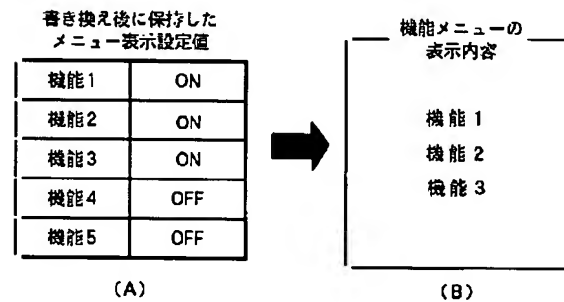 書き換え後に保持した
メニュー表示設定値
機能1 ON
機能2 ON
機能3 ON
機能4 OFF
機能5 OFF
(A)
機能メニューの
表示内容
機能1
機能2
機能3
(B)